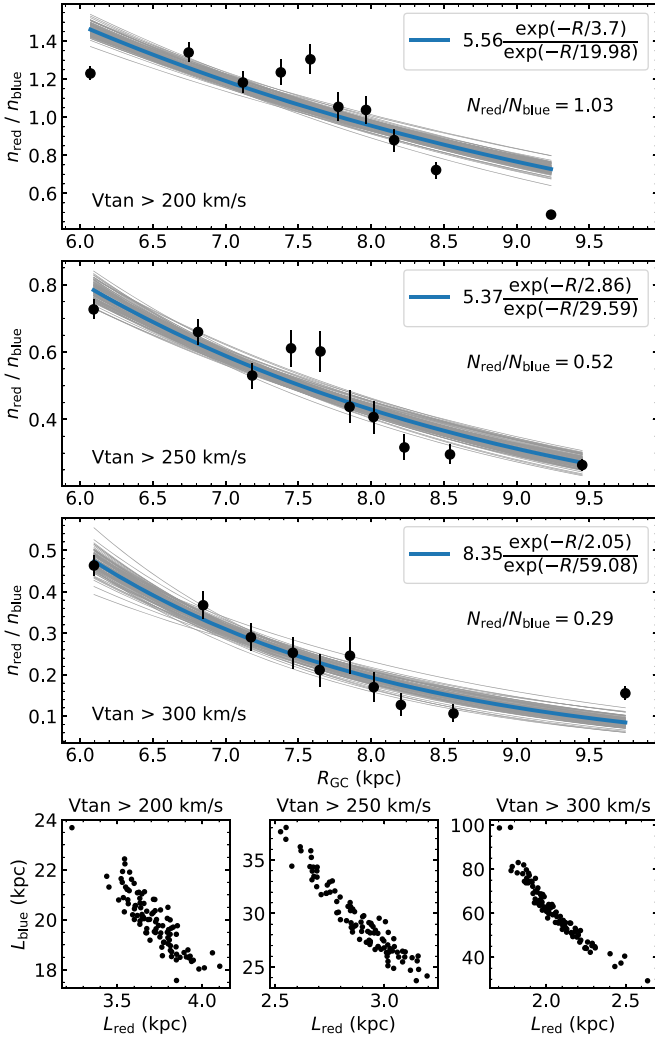 1.4
1.2
1.0
0.8
0.6
n_red / n_blue
5.56 exp(−R/3.7) / exp(−R/19.98)
N_red/N_blue = 1.03
Vtan > 200 km/s
6.0 6.5 7.0 7.5 8.0 8.5 9.0 9.5
0.8
0.6
0.4
n_red / n_blue
5.37 exp(−R/2.86) / exp(−R/29.59)
N_red/N_blue = 0.52
Vtan > 250 km/s
6.0 6.5 7.0 7.5 8.0 8.5 9.0 9.5
0.5
0.4
0.3
0.2
0.1
n_red / n_blue
8.35 exp(−R/2.05) / exp(−R/59.08)
N_red/N_blue = 0.29
Vtan > 300 km/s
6.0 6.5 7.0 7.5 8.0 8.5 9.0 9.5
R_GC (kpc)
Vtan > 200 km/s
24
22
20
18
L_blue (kpc)
3.5 4.0
L_red (kpc)
Vtan > 250 km/s
35
30
25
2.5 3.0
L_red (kpc)
Vtan > 300 km/s
100
80
60
40
2.0 2.5
L_red (kpc)